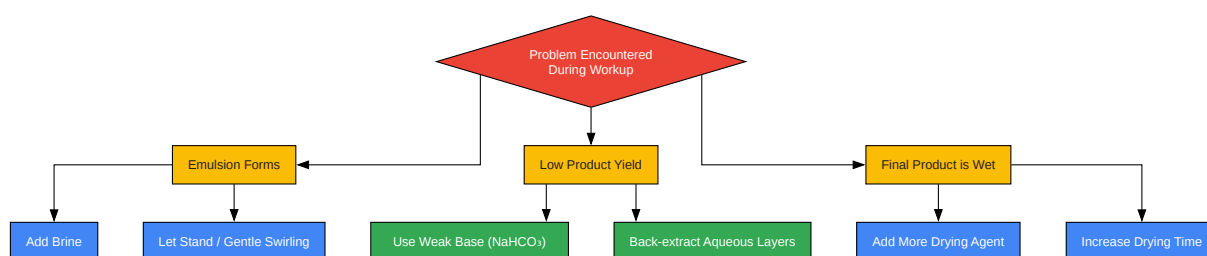 Problem Encountered
During Workup
Emulsion Forms
Low Product Yield
Final Product is Wet
Add Brine
Let Stand / Gentle Swirling
Use Weak Base (NaHCO₃)
Back-extract Aqueous Layers
Add More Drying Agent
Increase Drying Time